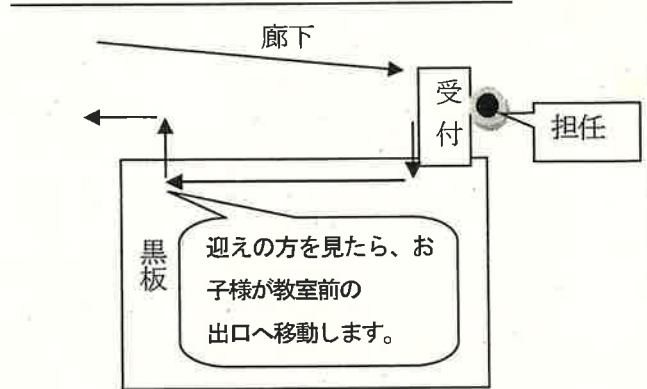 廊下
受付
担任
黒板
迎えの方を見たら、お
子様が教室前の
出口へ移動します。